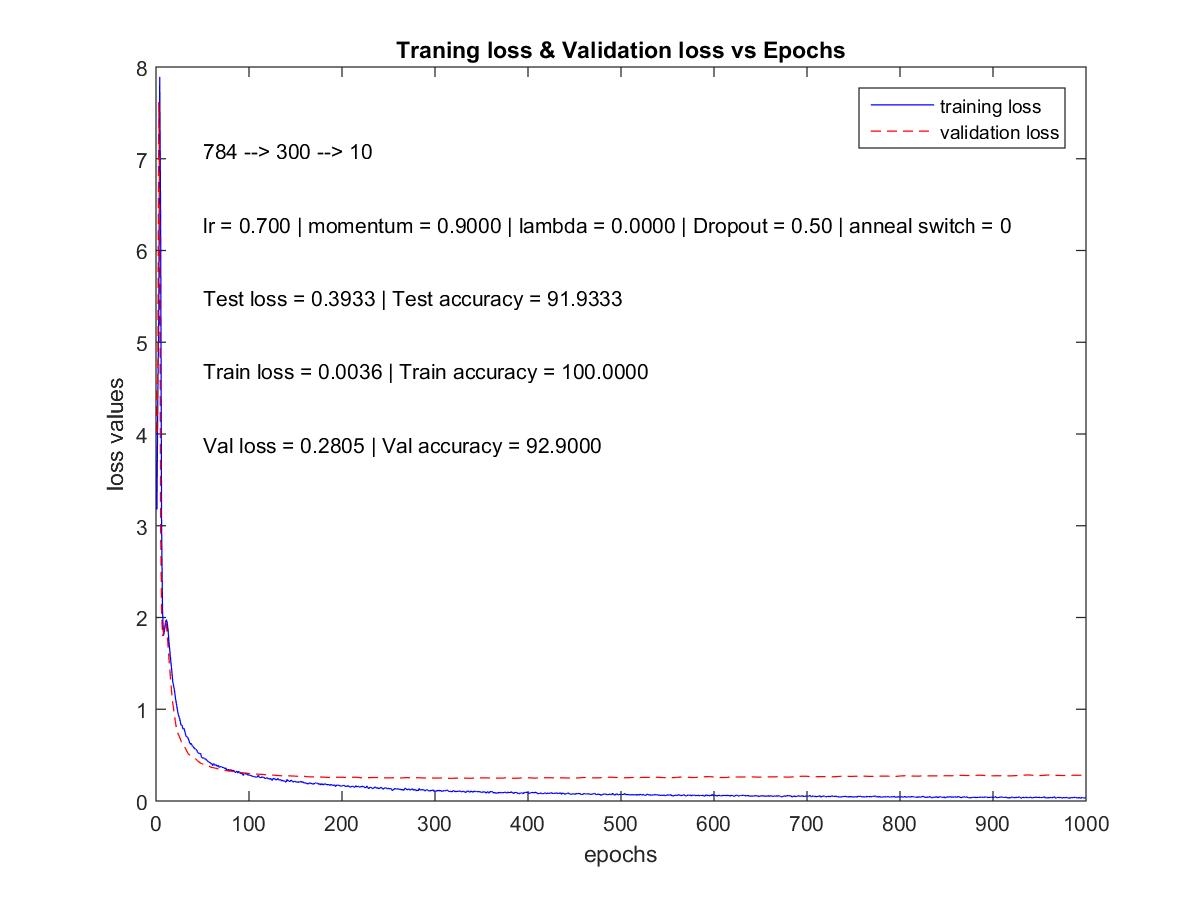 Traning loss & Validation loss vs Epochs
training loss
validation loss
784 --> 300 --> 10
lr = 0.700 | momentum = 0.9000 | lambda = 0.0000 | Dropout = 0.50 | anneal switch = 0
Test loss = 0.3933 | Test accuracy = 91.9333
Train loss = 0.0036 | Train accuracy = 100.0000
Val loss = 0.2805 | Val accuracy = 92.9000
loss values
8
7
6
5
4
3
2
1
0
0 100 200 300 400 500 600 700 800 900 1000
epochs